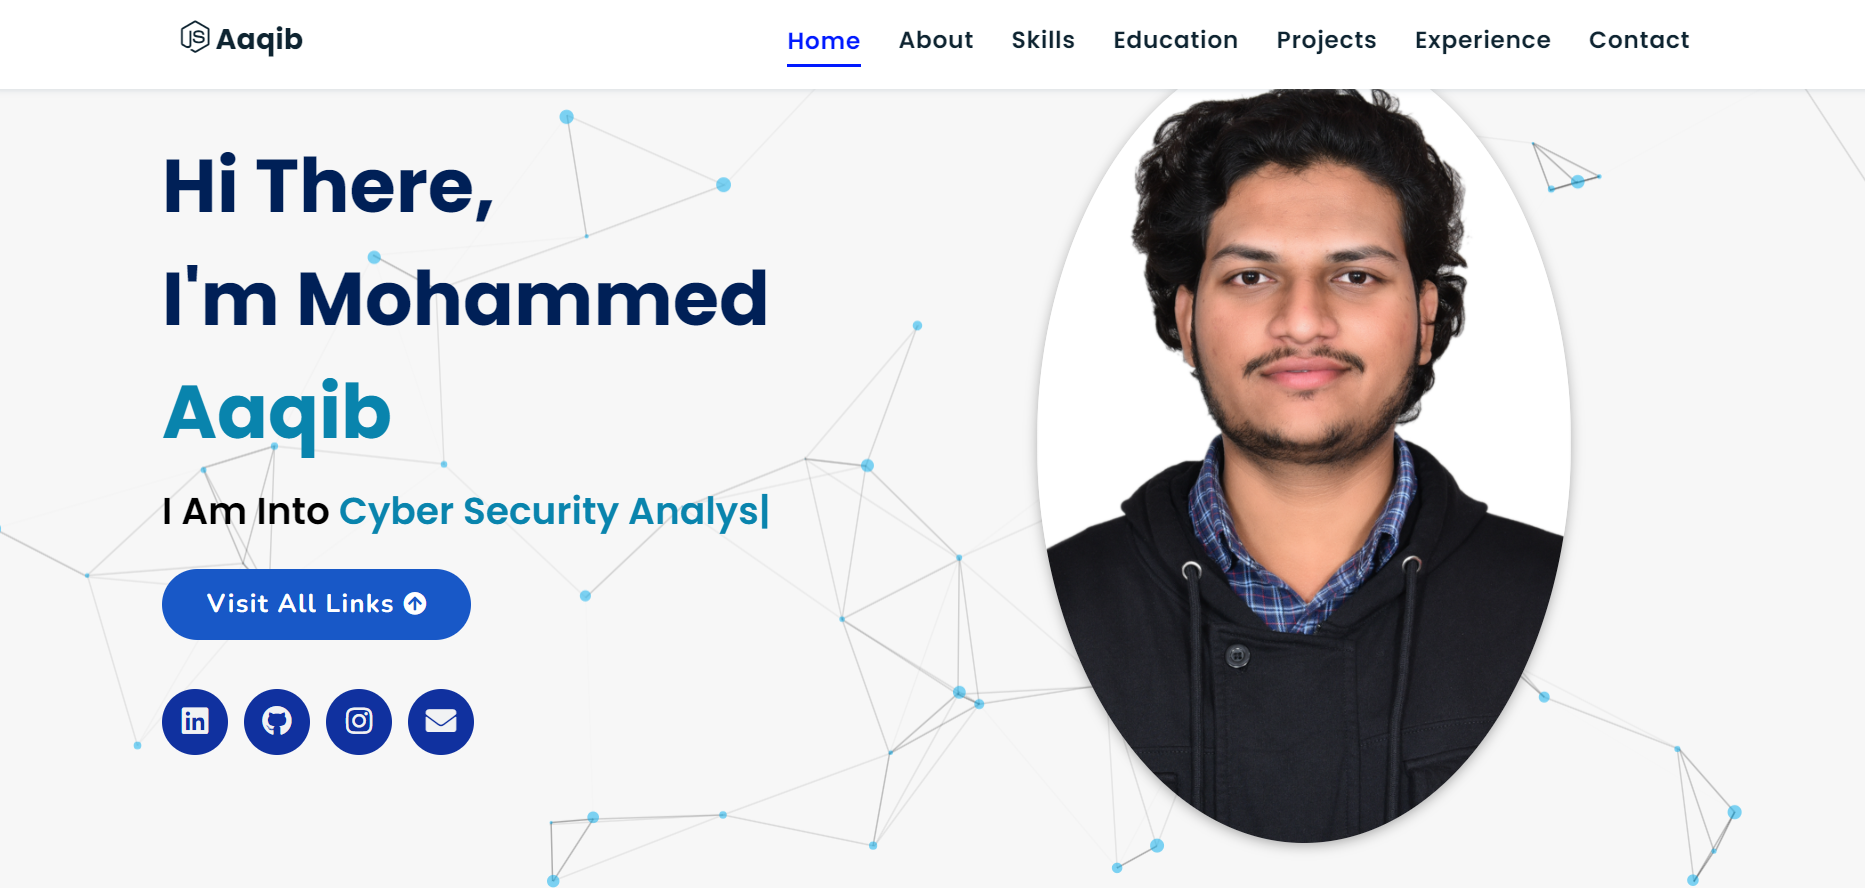 Aaqib
Home About Skills Education Projects Experience Contact
Hi There,
I'm Mohammed
Aaqib
I Am Into Cyber Security Analys|
Visit All Links